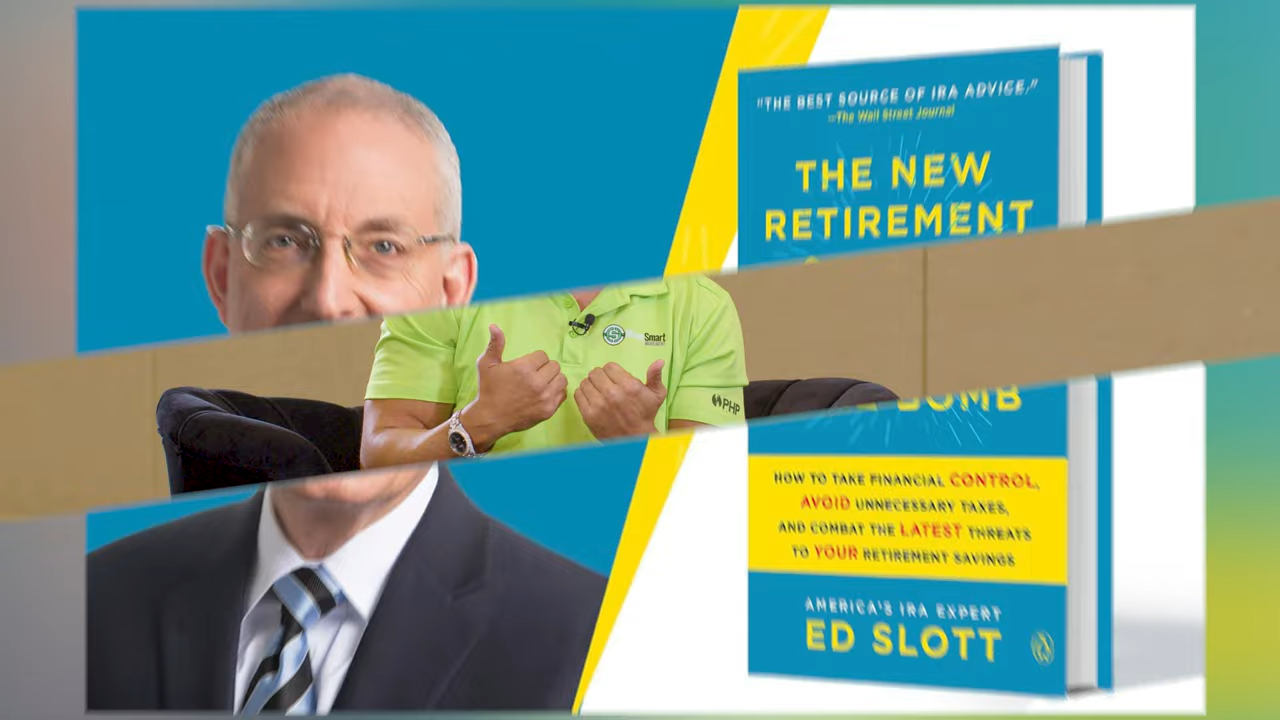 "THE BEST SOURCE OF IRA ADVICE."
—The Wall Street Journal
THE NEW
RETIREMENT
Smart
PHP
BOMB
HOW TO TAKE FINANCIAL CONTROL,
AVOID UNNECESSARY TAXES,
AND COMBAT THE LATEST THREATS
TO YOUR RETIREMENT SAVINGS
AMERICA'S IRA EXPERT
ED SLOTT